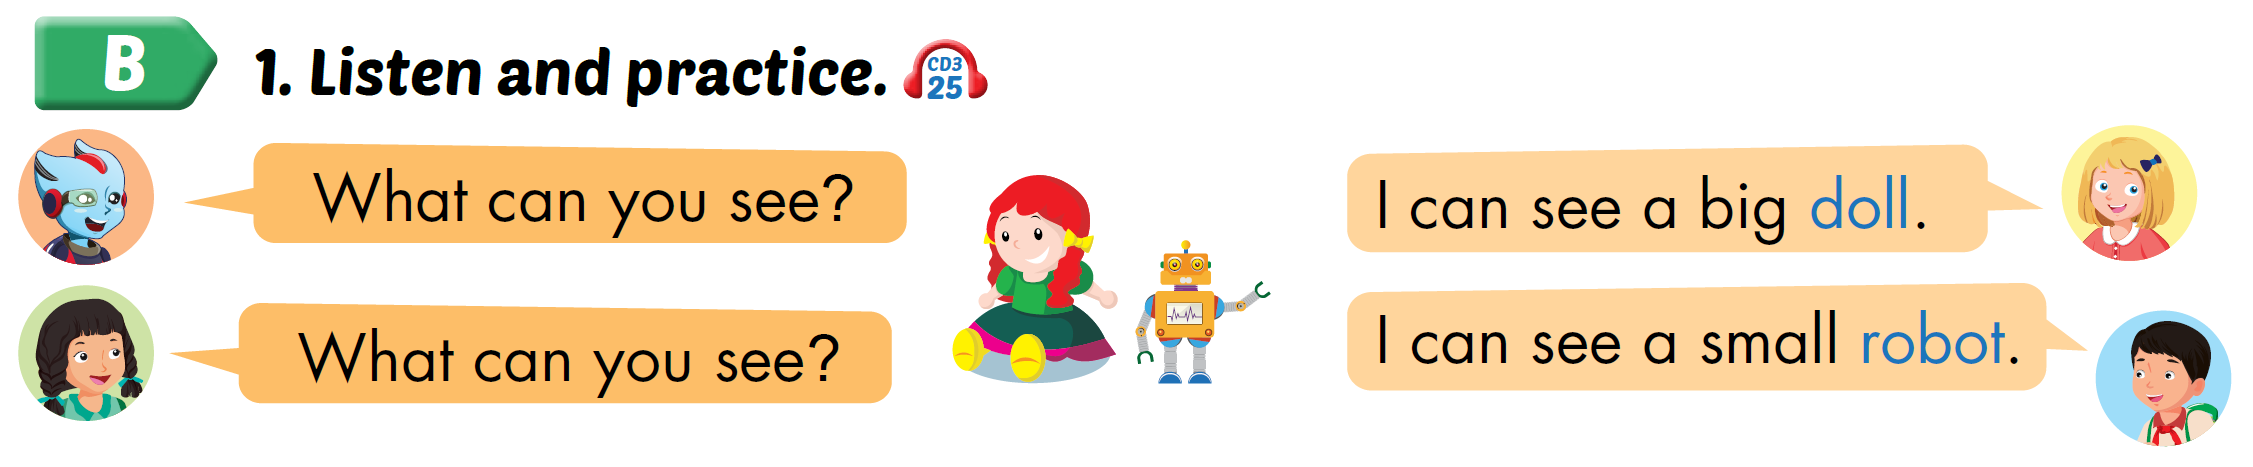 B
1. Listen and practice.
CD3
25
What can you see?
I can see a big doll.
What can you see?
I can see a small robot.